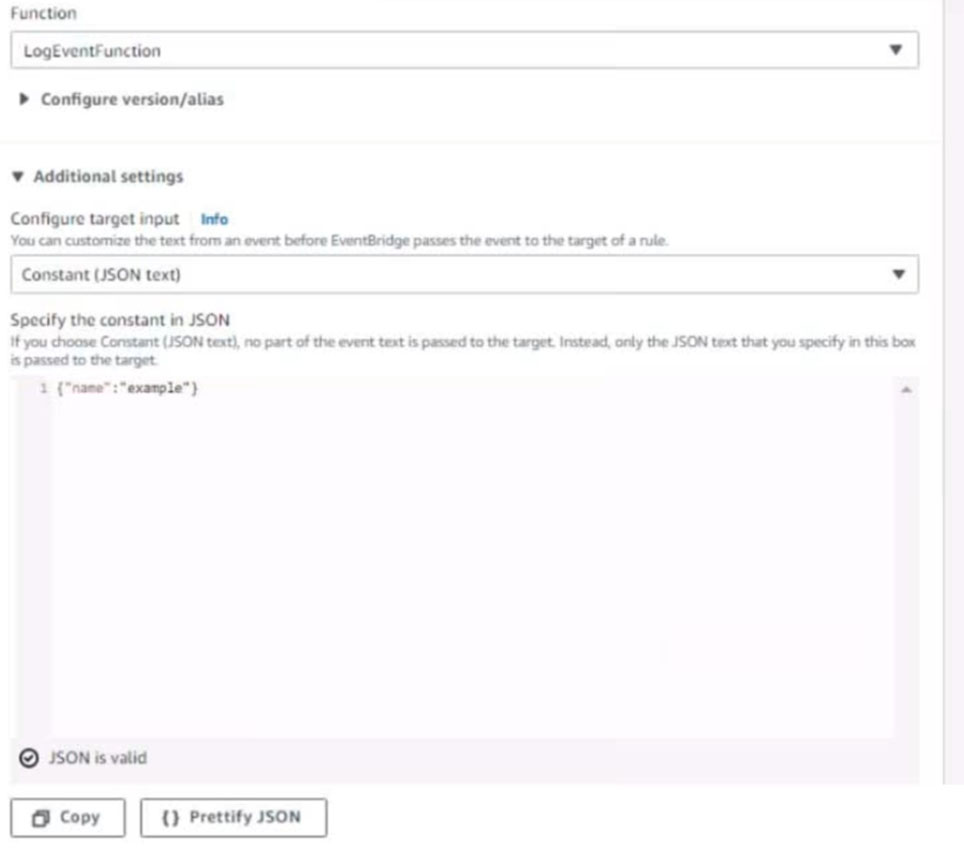 Function
LogEventFunction
Configure version/alias
Additional settings
Configure target input Info
You can customize the text from an event before EventBridge passes the event to the target of a rule.
Constant (JSON text)
Specify the constant in JSON
If you choose Constant (JSON text), no part of the event text is passed to the target. Instead, only the JSON text that you specify in this box
is passed to the target.
1 {"name":"example"}
JSON is valid
Copy {} Prettify JSON